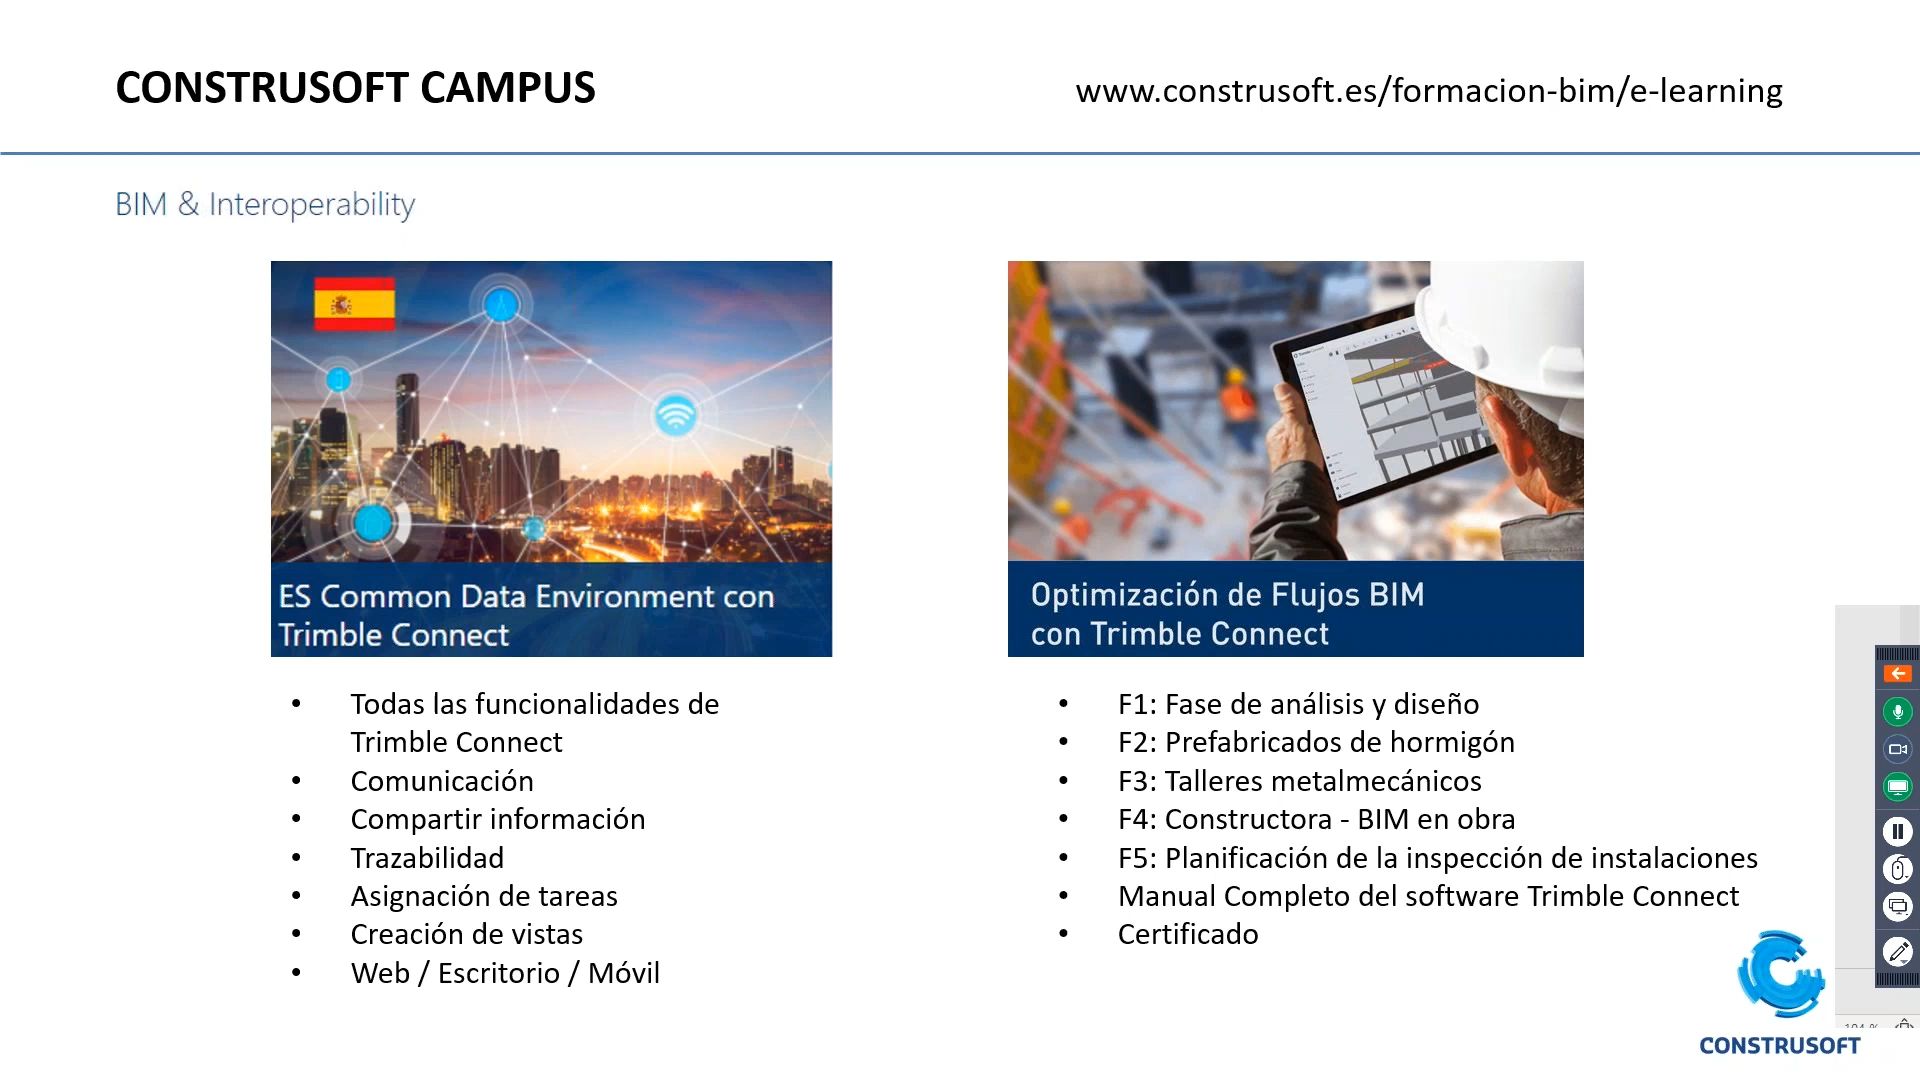 CONSTRUSOFT CAMPUS
www.construsoft.es/formacion-bim/e-learning
BIM & Interoperability
ES Common Data Environment con
Trimble Connect
• Todas las funcionalidades de
Trimble Connect
• Comunicación
• Compartir información
• Trazabilidad
• Asignación de tareas
• Creación de vistas
• Web / Escritorio / Móvil
Optimización de Flujos BIM
con Trimble Connect
• F1: Fase de análisis y diseño
• F2: Prefabricados de hormigón
• F3: Talleres metalmecánicos
• F4: Constructora - BIM en obra
• F5: Planificación de la inspección de instalaciones
• Manual Completo del software Trimble Connect
• Certificado
CONSTRUSOFT